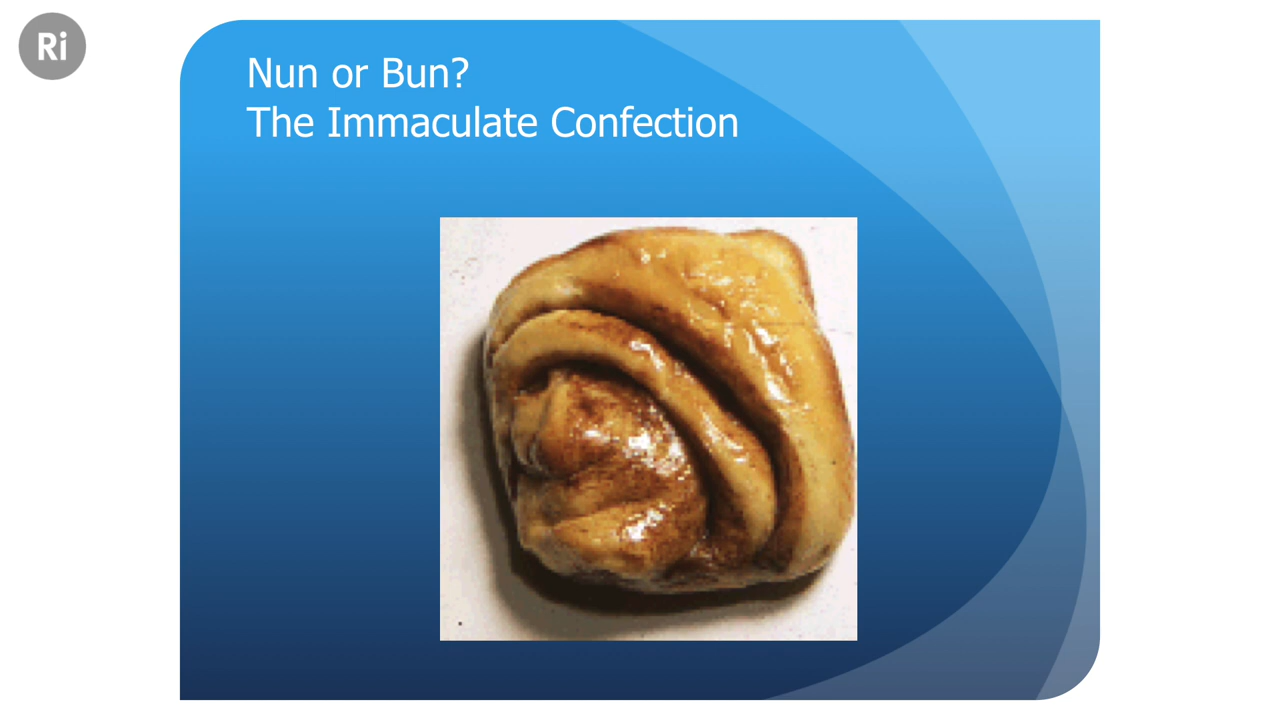 Ri
Nun or Bun?
The Immaculate Confection